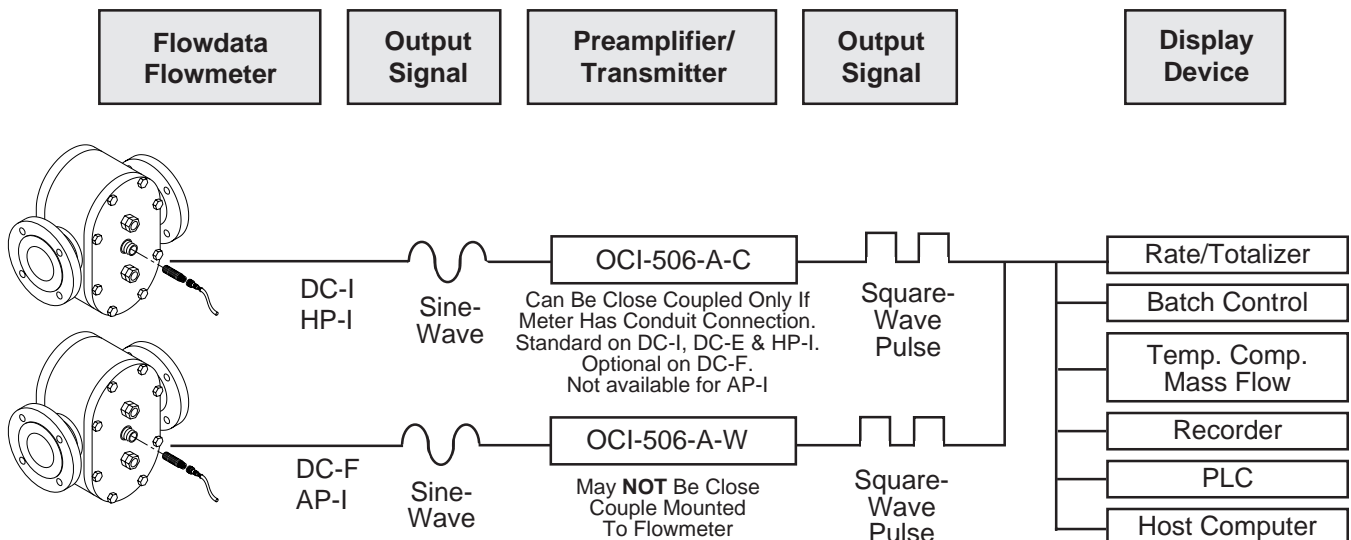 Flowdata
Flowmeter
Output
Signal
Preamplifier/
Transmitter
Output
Signal
Display
Device
DC-I
HP-I
Sine-
Wave
OCI-506-A-C
Can Be Close Coupled Only If
Meter Has Conduit Connection.
Standard on DC-I, DC-E & HP-I.
Optional on DC-F.
Not available for AP-I
Square-
Wave
Pulse
DC-F
AP-I
Sine-
Wave
OCI-506-A-W
May NOT Be Close
Couple Mounted
To Flowmeter
Square-
Wave
Pulse
Rate/Totalizer
Batch Control
Temp. Comp.
Mass Flow
Recorder
PLC
Host Computer